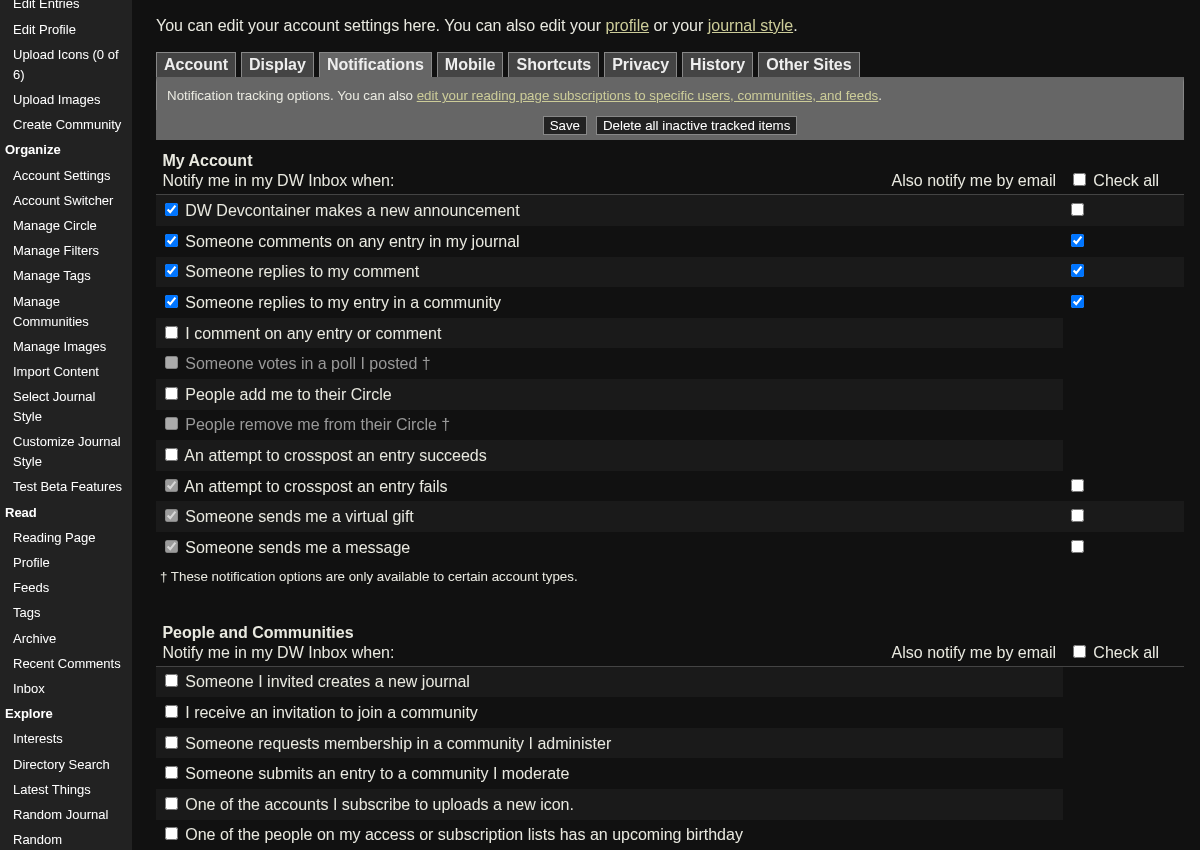 Edit Entries
Edit Profile
Upload Icons (0 of
6)
Upload Images
Create Community
Organize
Account Settings
Account Switcher
Manage Circle
Manage Filters
Manage Tags
Manage
Communities
Manage Images
Import Content
Select Journal
Style
Customize Journal
Style
Test Beta Features
Read
Reading Page
Profile
Feeds
Tags
Archive
Recent Comments
Inbox
Explore
Interests
Directory Search
Latest Things
Random Journal
Random
You can edit your account settings here. You can also edit your profile or your journal style.
Account Display Notifications Mobile Shortcuts Privacy History Other Sites
Notification tracking options. You can also edit your reading page subscriptions to specific users, communities, and feeds.
Save Delete all inactive tracked items
My Account
Notify me in my DW Inbox when: Also notify me by email Check all
DW Devcontainer makes a new announcement
Someone comments on any entry in my journal
Someone replies to my comment
Someone replies to my entry in a community
I comment on any entry or comment
Someone votes in a poll I posted †
People add me to their Circle
People remove me from their Circle †
An attempt to crosspost an entry succeeds
An attempt to crosspost an entry fails
Someone sends me a virtual gift
Someone sends me a message
† These notification options are only available to certain account types.
People and Communities
Notify me in my DW Inbox when: Also notify me by email Check all
Someone I invited creates a new journal
I receive an invitation to join a community
Someone requests membership in a community I administer
Someone submits an entry to a community I moderate
One of the accounts I subscribe to uploads a new icon.
One of the people on my access or subscription lists has an upcoming birthday